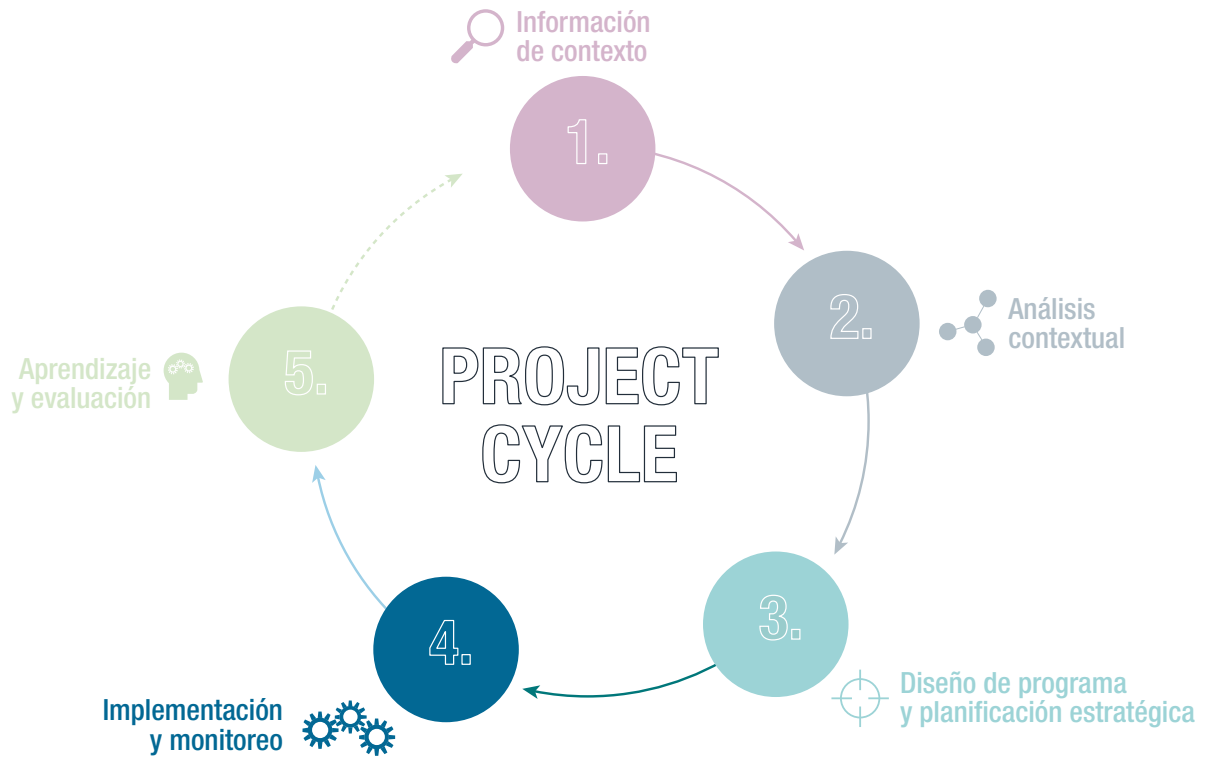 Información
de contexto
1.
2.
Análisis
contextual
PROJECT
CYCLE
5.
Aprendizaje
y evaluación
3.
Diseño de programa
y planificación estratégica
4.
Implementación
y monitoreo